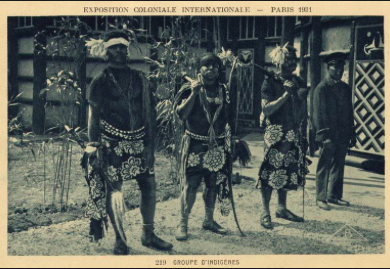 EXPOSITION COLONIALE INTERNATIONALE — PARIS 1931
219 GROUPE D'INDIGÈNES